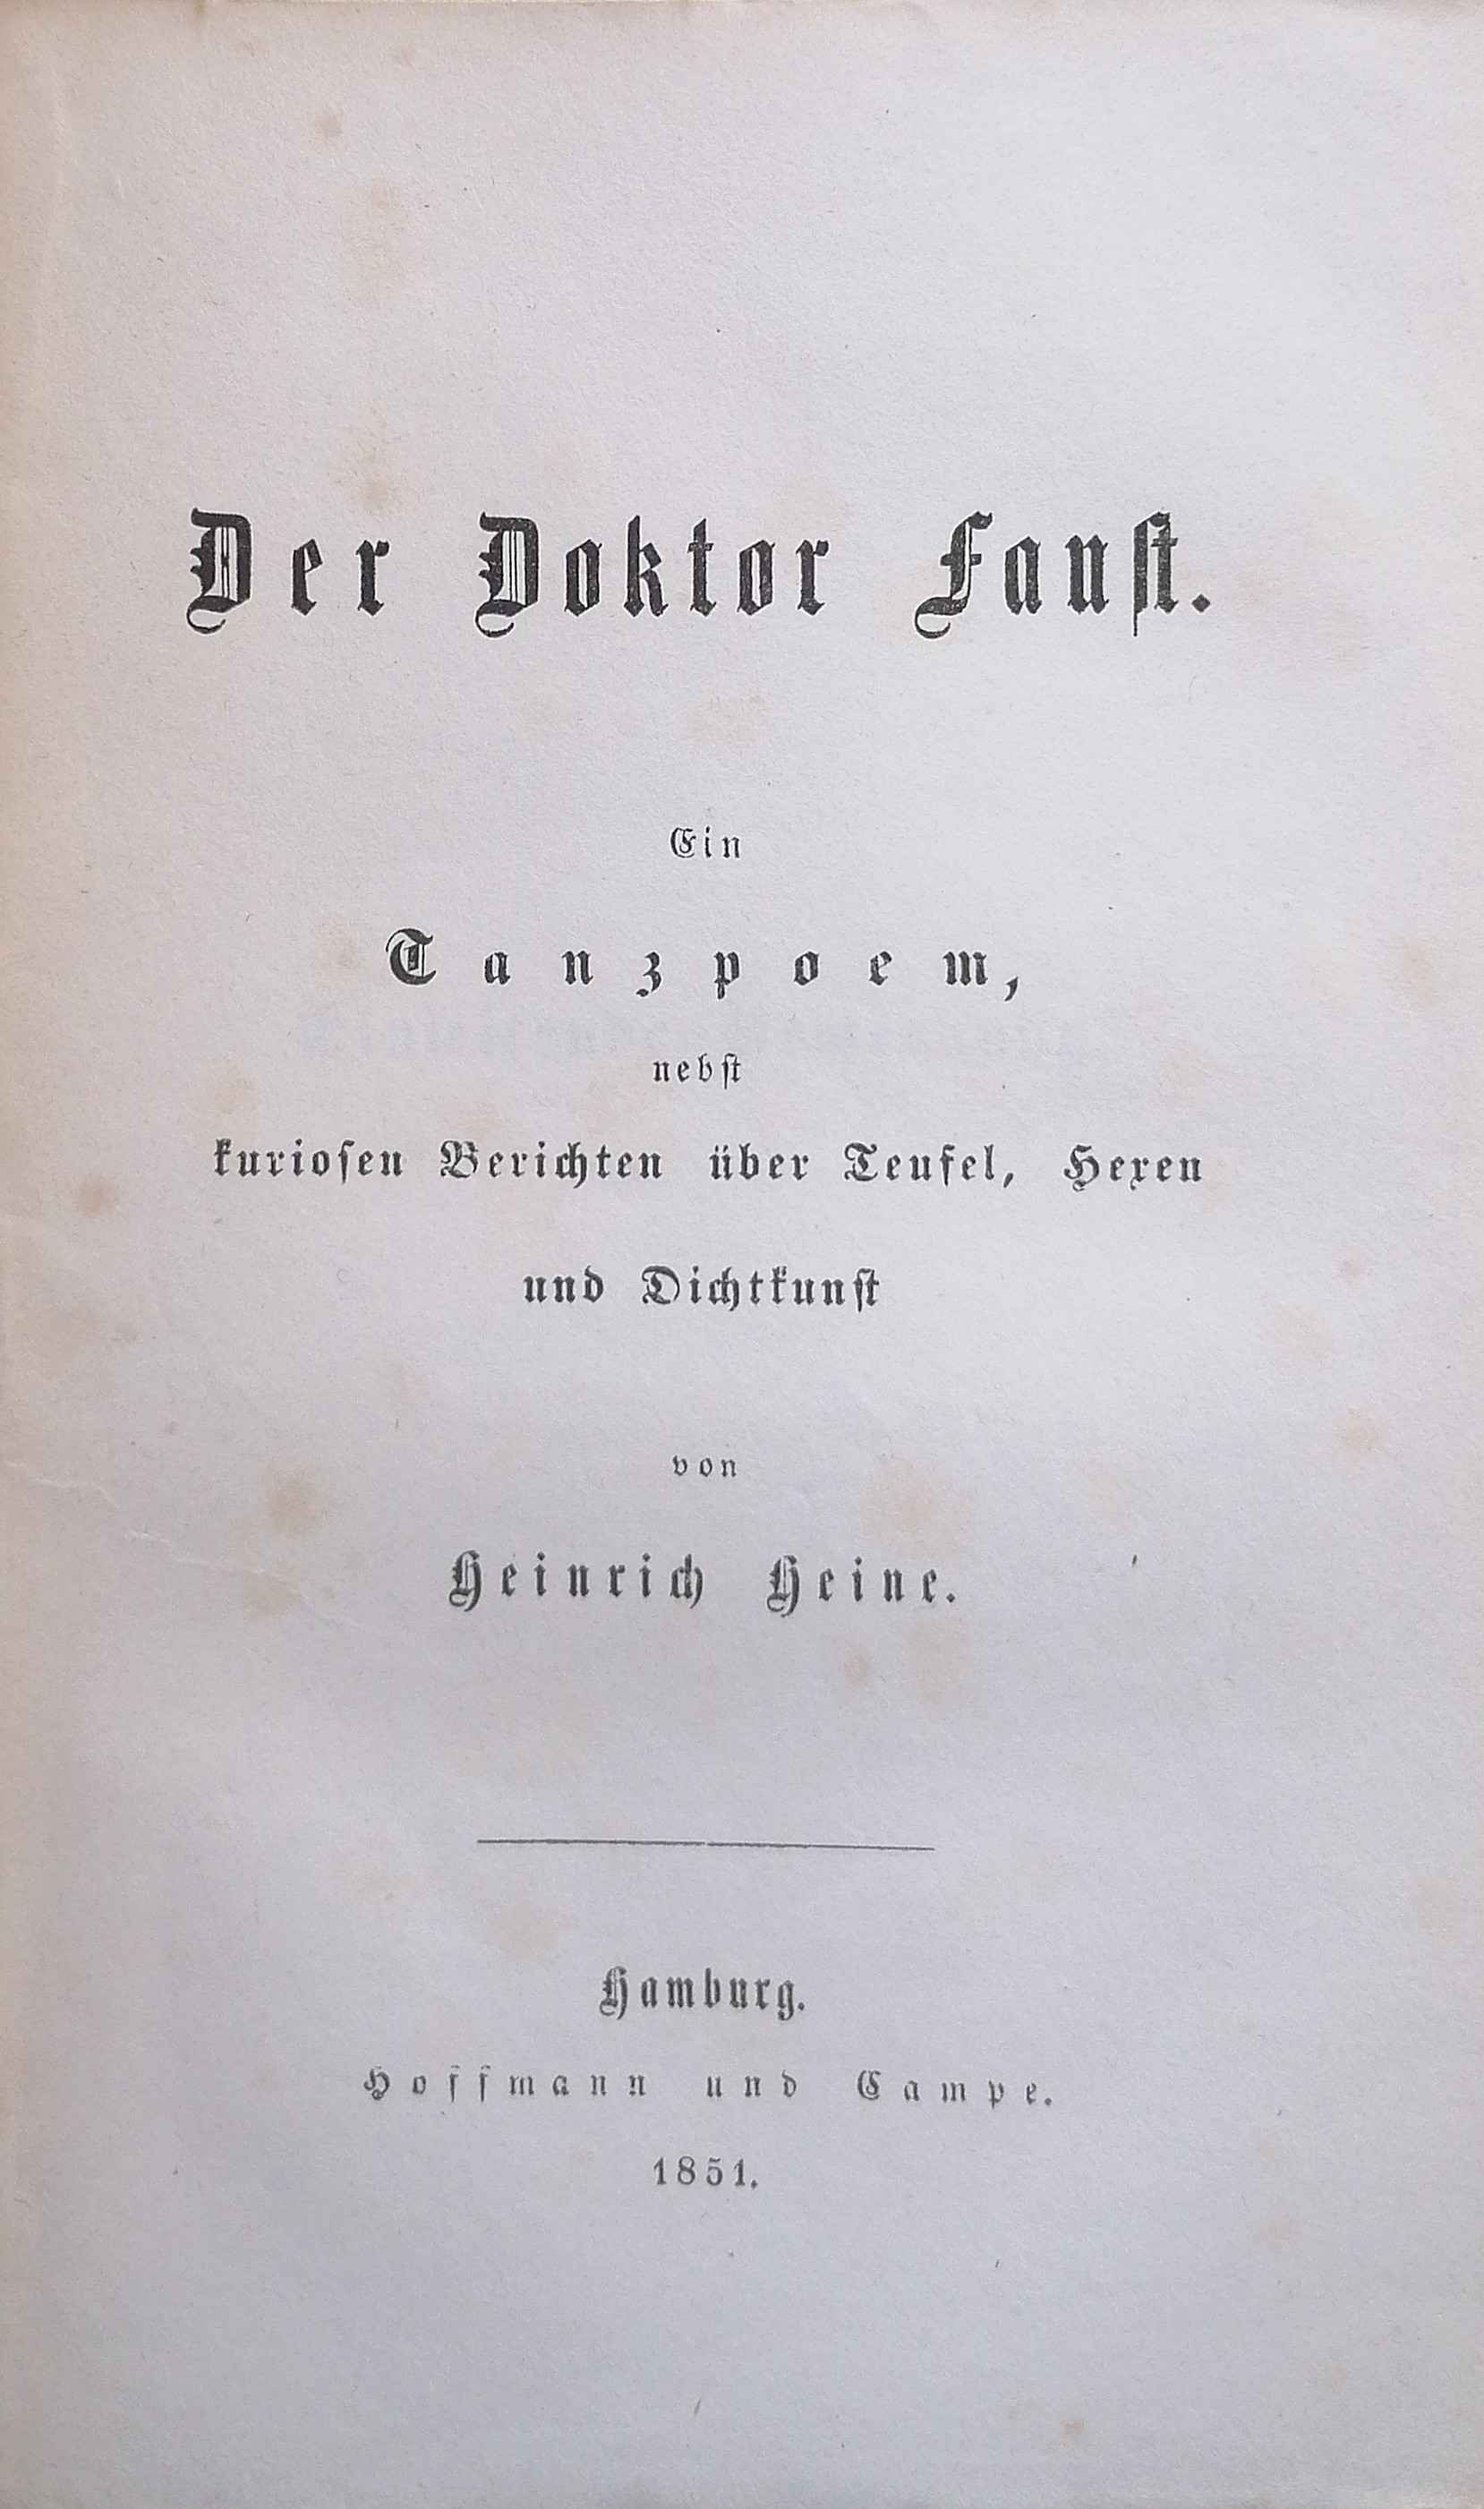 Der Doktor Fauſt.
Ein
Tanzpoem,
nebſt
kurioſen Berichten über Teufel, Hexen
und Dichtkunſt
von
Heinrich Heine.
Hamburg.
Hoffmann und Campe.
1851.